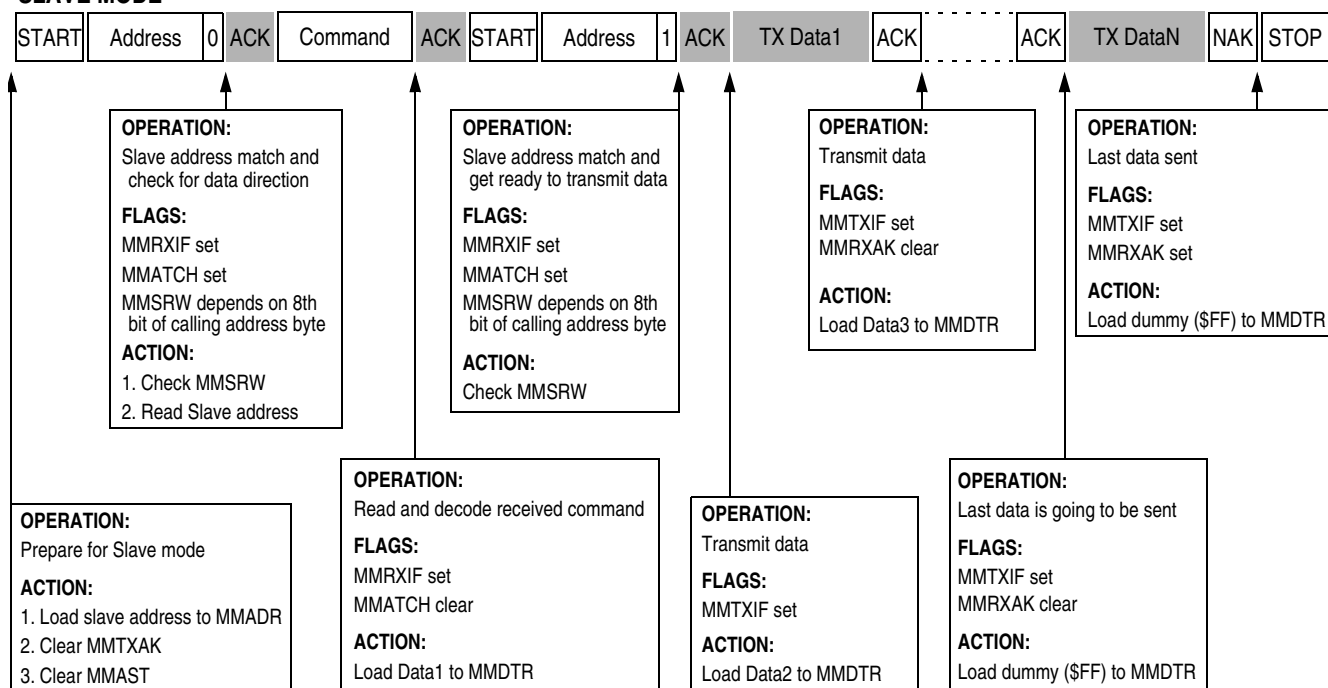 START Address 0 ACK Command ACK START Address 1 ACK TX Data1 ACK ACK TX DataN NAK STOP
OPERATION:
Slave address match and
check for data direction
FLAGS:
MMRXIF set
MMATCH set
MMSRW depends on 8th
bit of calling address byte
ACTION:
1. Check MMSRW
2. Read Slave address
OPERATION:
Slave address match and
get ready to transmit data
FLAGS:
MMRXIF set
MMATCH set
MMSRW depends on 8th
bit of calling address byte
ACTION:
Check MMSRW
OPERATION:
Transmit data
FLAGS:
MMTXIF set
MMRXAK clear
ACTION:
Load Data3 to MMDTR
OPERATION:
Last data sent
FLAGS:
MMTXIF set
MMRXAK set
ACTION:
Load dummy ($FF) to MMDTR
OPERATION:
Prepare for Slave mode
ACTION:
1. Load slave address to MMADR
2. Clear MMTXAK
3. Clear MMAST
OPERATION:
Read and decode received command
FLAGS:
MMRXIF set
MMATCH clear
ACTION:
Load Data1 to MMDTR
OPERATION:
Transmit data
FLAGS:
MMTXIF set
ACTION:
Load Data2 to MMDTR
OPERATION:
Last data is going to be sent
FLAGS:
MMTXIF set
MMRXAK clear
ACTION:
Load dummy ($FF) to MMDTR